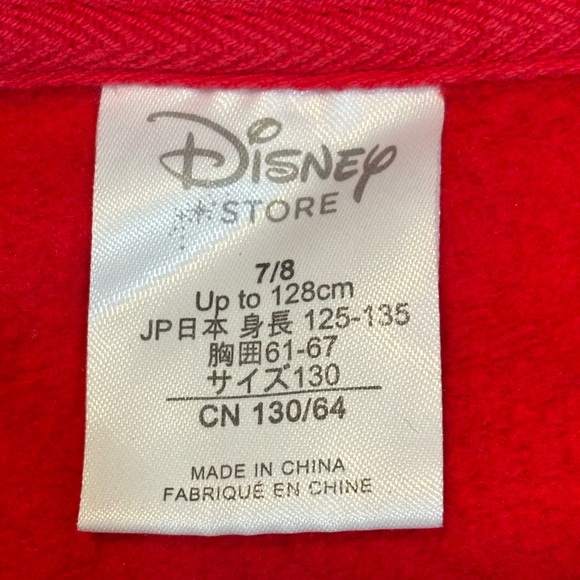 Disney
STORE
7/8
Up to 128cm
JP日本 身長 125-135
胸囲61-67
サイズ130
CN 130/64
MADE IN CHINA
FABRIQUÉ EN CHINE